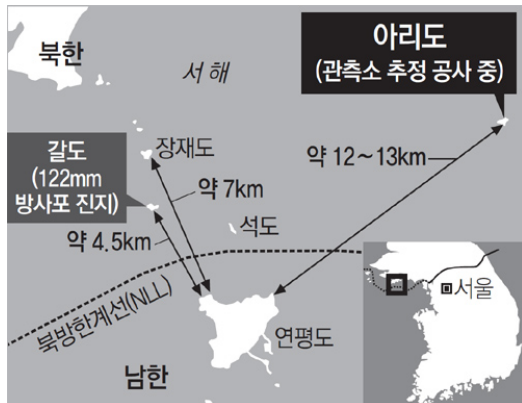 북한
서 해
아리도
(관측소 추정 공사 중)
갈도
(122mm
방사포 진지)
장재도
약 12~13km
약 7km
석도
약 4.5km
북방한계선(NLL)
연평도
남한
서울